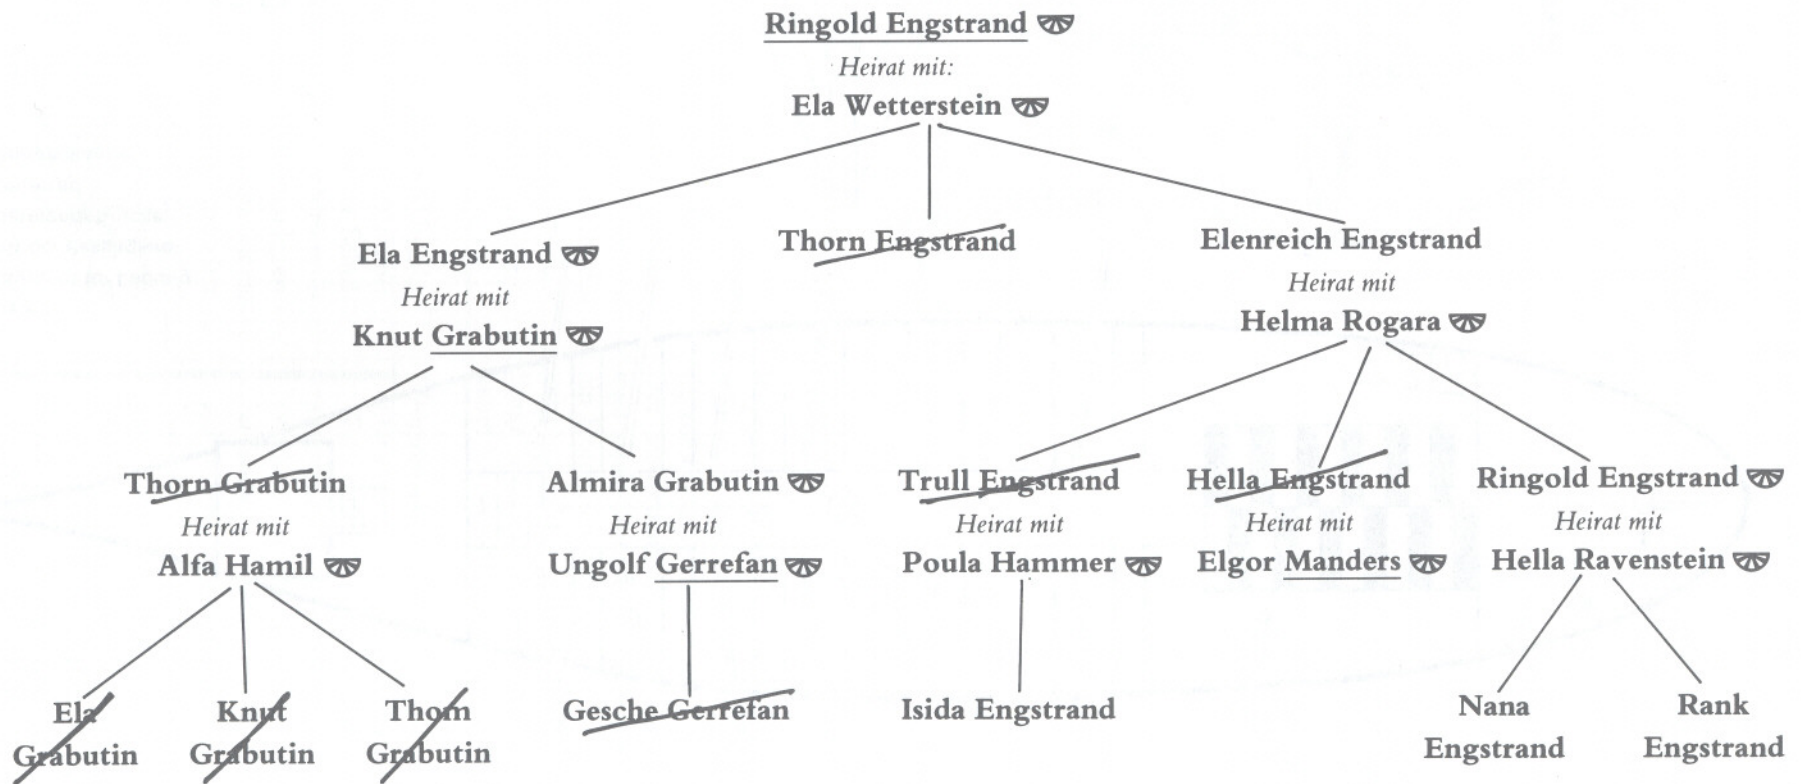 Ringold Engstrand
Heirat mit:
Ela Wetterstein
Ela Engstrand
Heirat mit
Knut Grabutin
Thorn Engstrand
Elenreich Engstrand
Heirat mit
Helma Rogara
Thorn Grabutin
Heirat mit
Alfa Hamil
Almira Grabutin
Heirat mit
Ungolf Gerrefan
Trull Engstrand
Heirat mit
Poula Hammer
Hella Engstrand
Heirat mit
Elgor Manders
Ringold Engstrand
Heirat mit
Hella Ravenstein
Ela
Grabutin
Knut
Grabutin
Thom
Grabutin
Gesche Gerrefan
Isida Engstrand
Nana
Engstrand
Rank
Engstrand